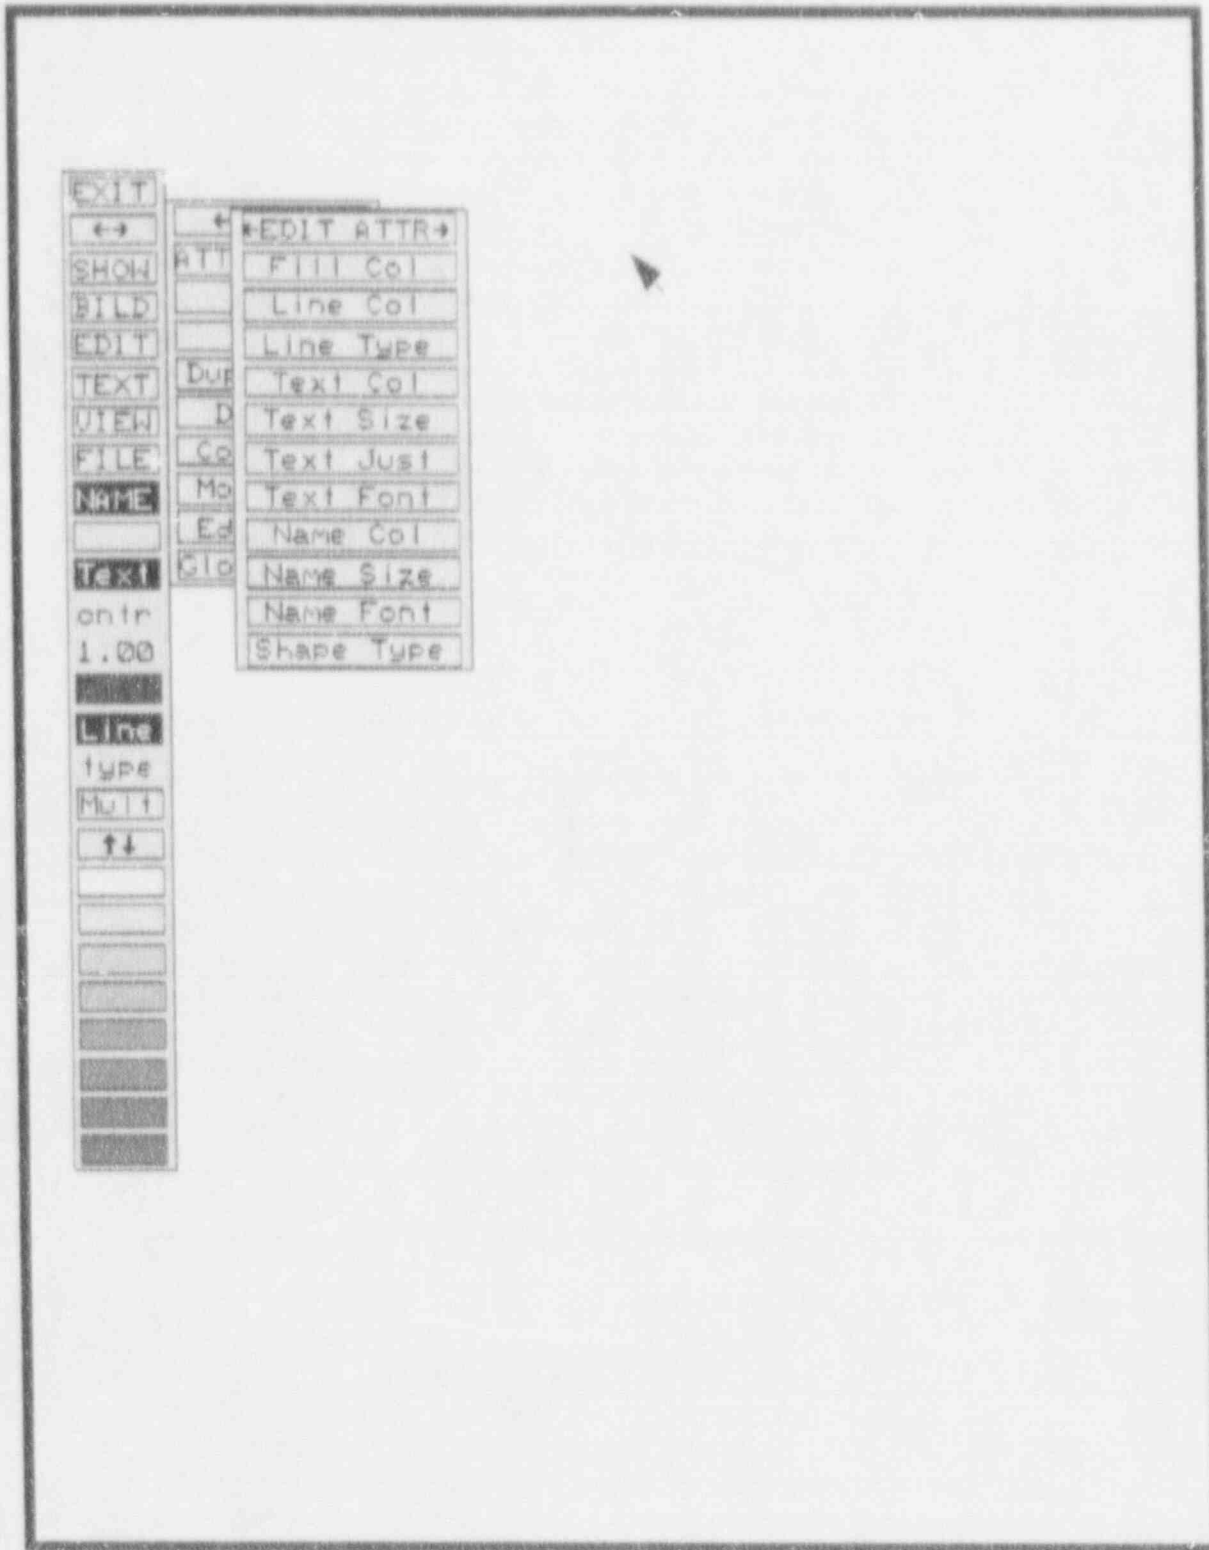 EXIT
←→
SHOW
BILD
EDIT
TEXT
VIEW
FILE
NAME
Text
cntr
1.00
Line
type
Mult
↑↓
←
ATT
Dup
D
Co
Mo
Ed
Glo
←EDIT ATTR→
Fill Col
Line Col
Line Type
Text Col
Text Size
Text Just
Text Font
Name Col
Name Size
Name Font
Shape Type